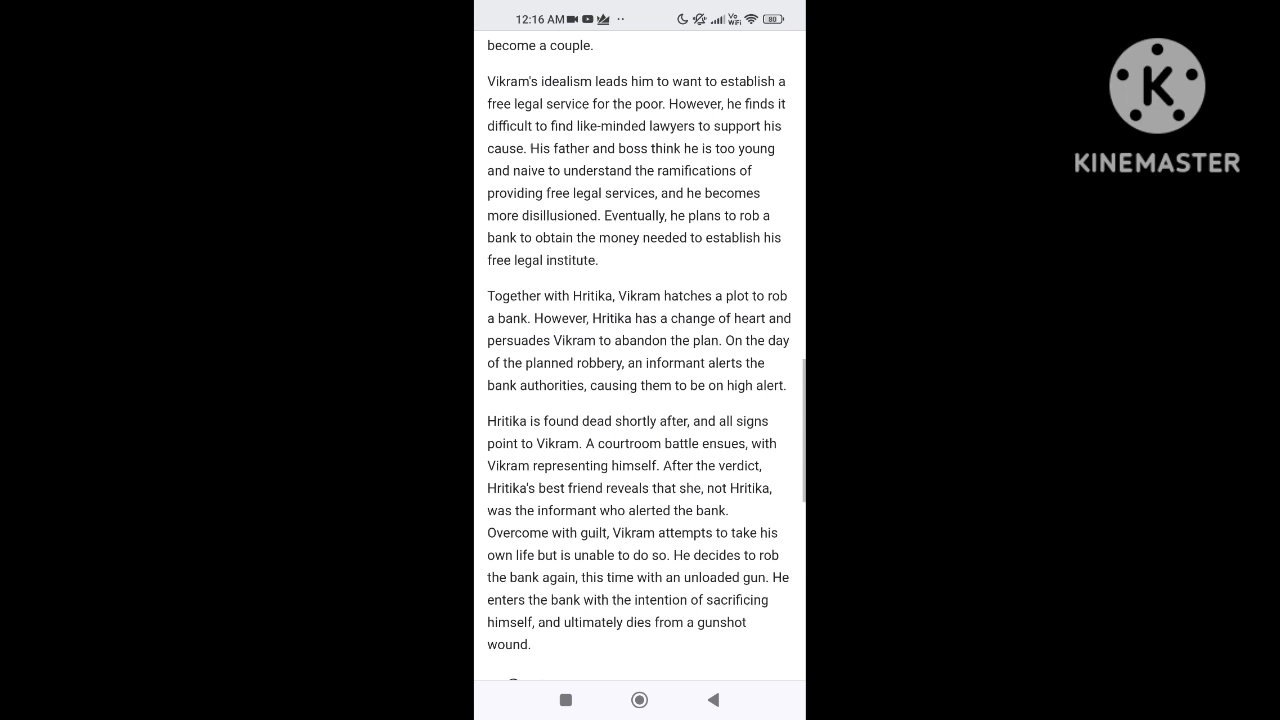 12:16 AM
Vo
WiFi
80
become a couple.
Vikram's idealism leads him to want to establish a
free legal service for the poor. However, he finds it
difficult to find like-minded lawyers to support his
cause. His father and boss think he is too young
and naive to understand the ramifications of
providing free legal services, and he becomes
more disillusioned. Eventually, he plans to rob a
bank to obtain the money needed to establish his
free legal institute.
Together with Hritika, Vikram hatches a plot to rob
a bank. However, Hritika has a change of heart and
persuades Vikram to abandon the plan. On the day
of the planned robbery, an informant alerts the
bank authorities, causing them to be on high alert.
Hritika is found dead shortly after, and all signs
point to Vikram. A courtroom battle ensues, with
Vikram representing himself. After the verdict,
Hritika's best friend reveals that she, not Hritika,
was the informant who alerted the bank.
Overcome with guilt, Vikram attempts to take his
own life but is unable to do so. He decides to rob
the bank again, this time with an unloaded gun. He
enters the bank with the intention of sacrificing
himself, and ultimately dies from a gunshot
wound.
K
KINEMASTER